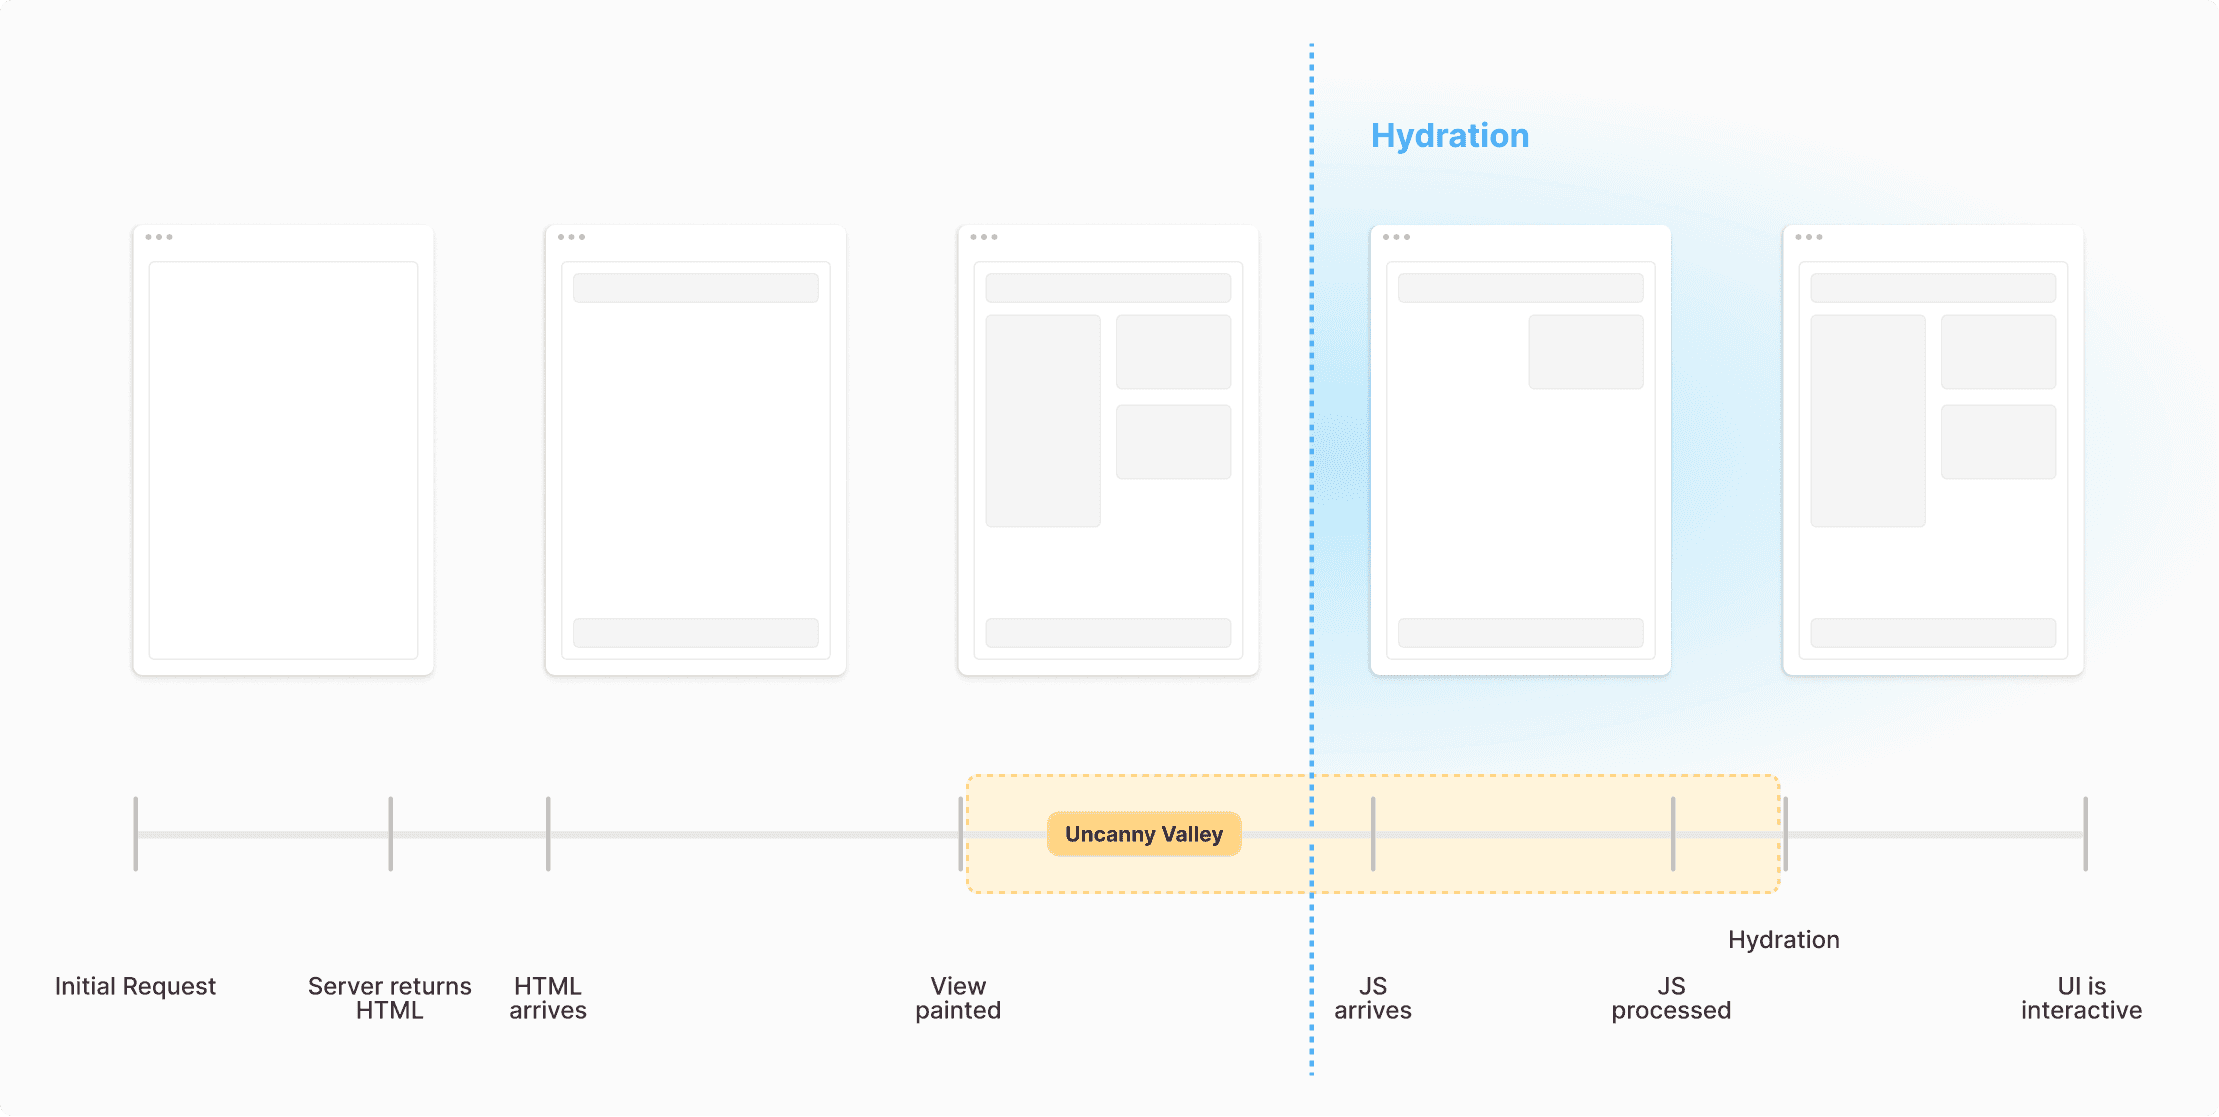 Hydration
Uncanny Valley
Hydration
Initial Request
Server returns
HTML
HTML
arrives
View
painted
JS
arrives
JS
processed
UI is
interactive